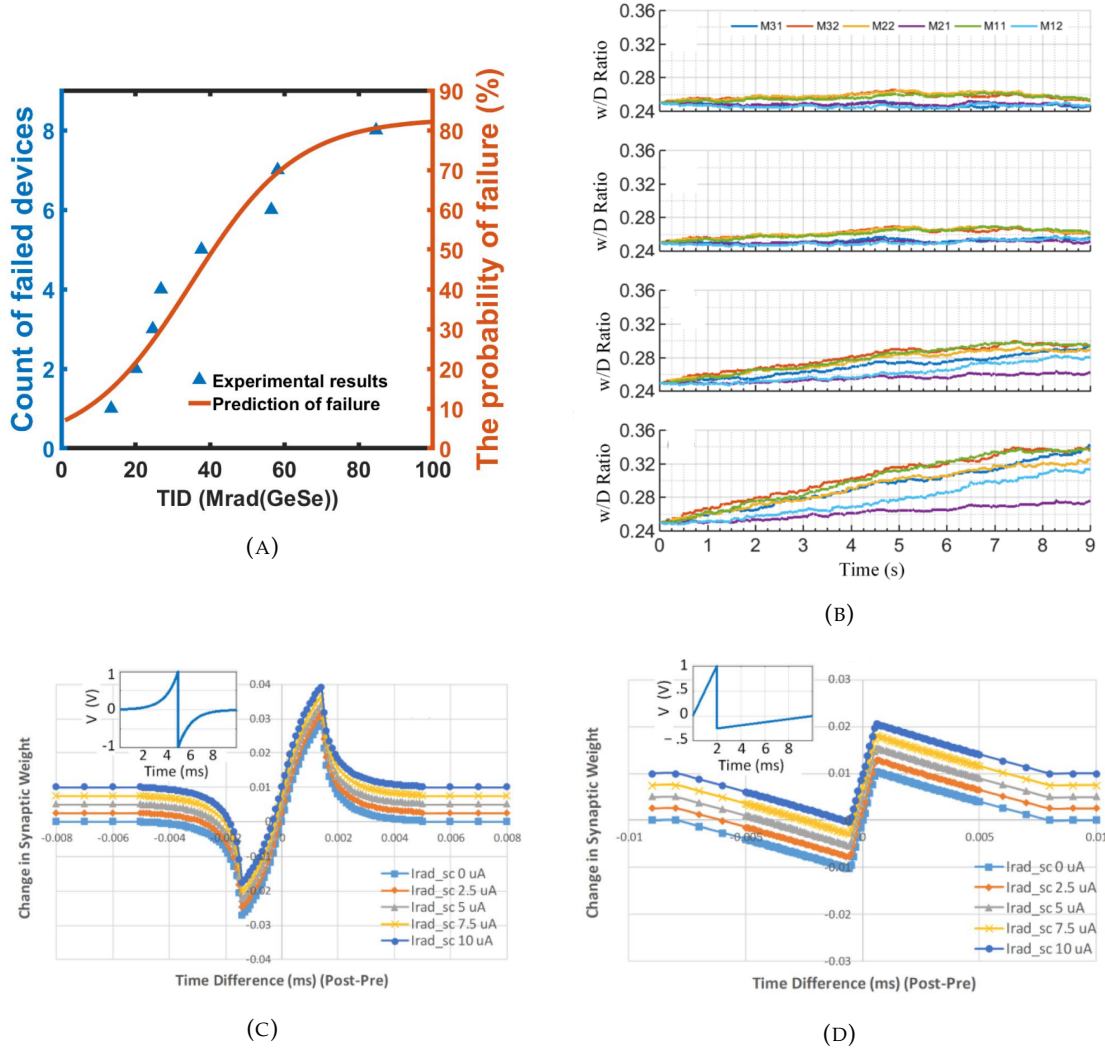 Count of failed devices
8
6
4
2
0
90
80
70
60
50
40
30
20
10
0
The probability of failure (%)
Experimental results
Prediction of failure
0 20 40 60 80 100
TID (Mrad(GeSe))
(A)
M31 M32 M22 M21 M11 M12
w/D Ratio
0.36
0.32
0.28
0.24
w/D Ratio
0.36
0.32
0.28
0.24
w/D Ratio
0.36
0.32
0.28
0.24
w/D Ratio
0.36
0.32
0.28
0.24
0 1 2 3 4 5 6 7 8 9
Time (s)
(B)
V (V)
1
0
-1
2 4 6 8
Time (ms)
Change in Synaptic Weight
0.04
0.03
0.02
0.01
0
-0.008 -0.006 -0.004 -0.002 0 0.002 0.004 0.006 0.008
-0.01
-0.02
-0.03
-0.04
Irad_sc 0 uA
Irad_sc 2.5 uA
Irad_sc 5 uA
Irad_sc 7.5 uA
Irad_sc 10 uA
Time Difference (ms) (Post-Pre)
(C)
V (V)
1
.5
0
-.5
2 4 6 8
Time (ms)
Change in Synaptic Weight
0.03
0.02
0.01
0
-0.01 -0.005 0 0.005 0.01
-0.01
-0.02
-0.03
Irad_sc 0 uA
Irad_sc 2.5 uA
Irad_sc 5 uA
Irad_sc 7.5 uA
Irad_sc 10 uA
Time Difference (ms) (Post-Pre)
(D)